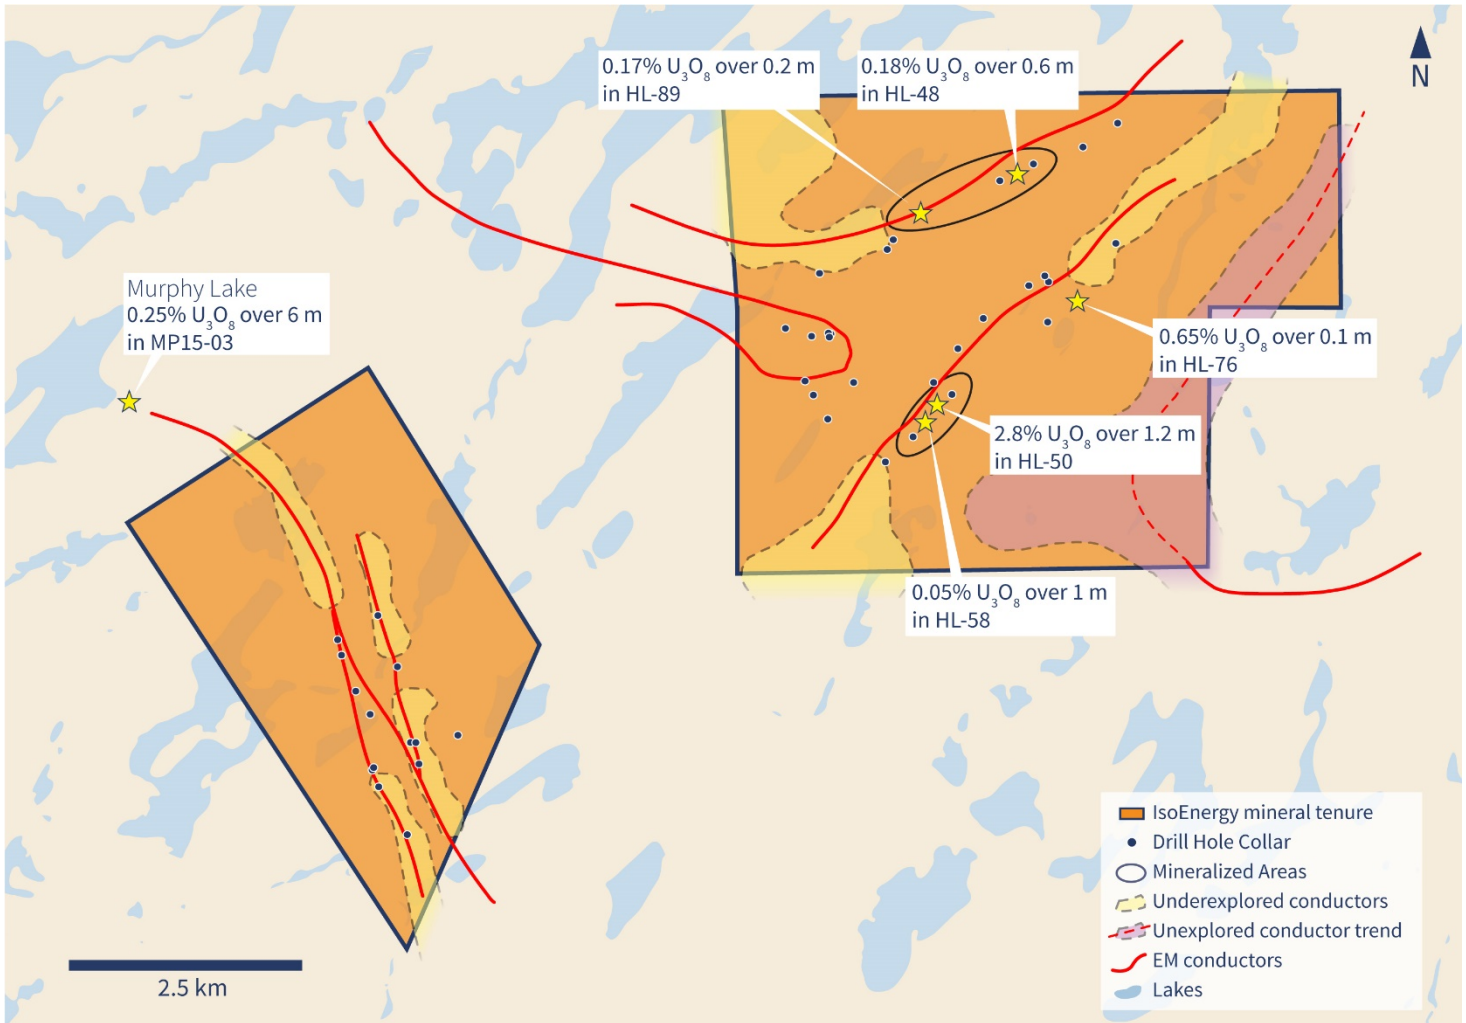 0.17% U₃O₈ over 0.2 m
in HL-89
0.18% U₃O₈ over 0.6 m
in HL-48
N
Murphy Lake
0.25% U₃O₈ over 6 m
in MP15-03
0.65% U₃O₈ over 0.1 m
in HL-76
2.8% U₃O₈ over 1.2 m
in HL-50
0.05% U₃O₈ over 1 m
in HL-58
IsoEnergy mineral tenure
Drill Hole Collar
Mineralized Areas
Underexplored conductors
Unexplored conductor trend
EM conductors
Lakes
2.5 km